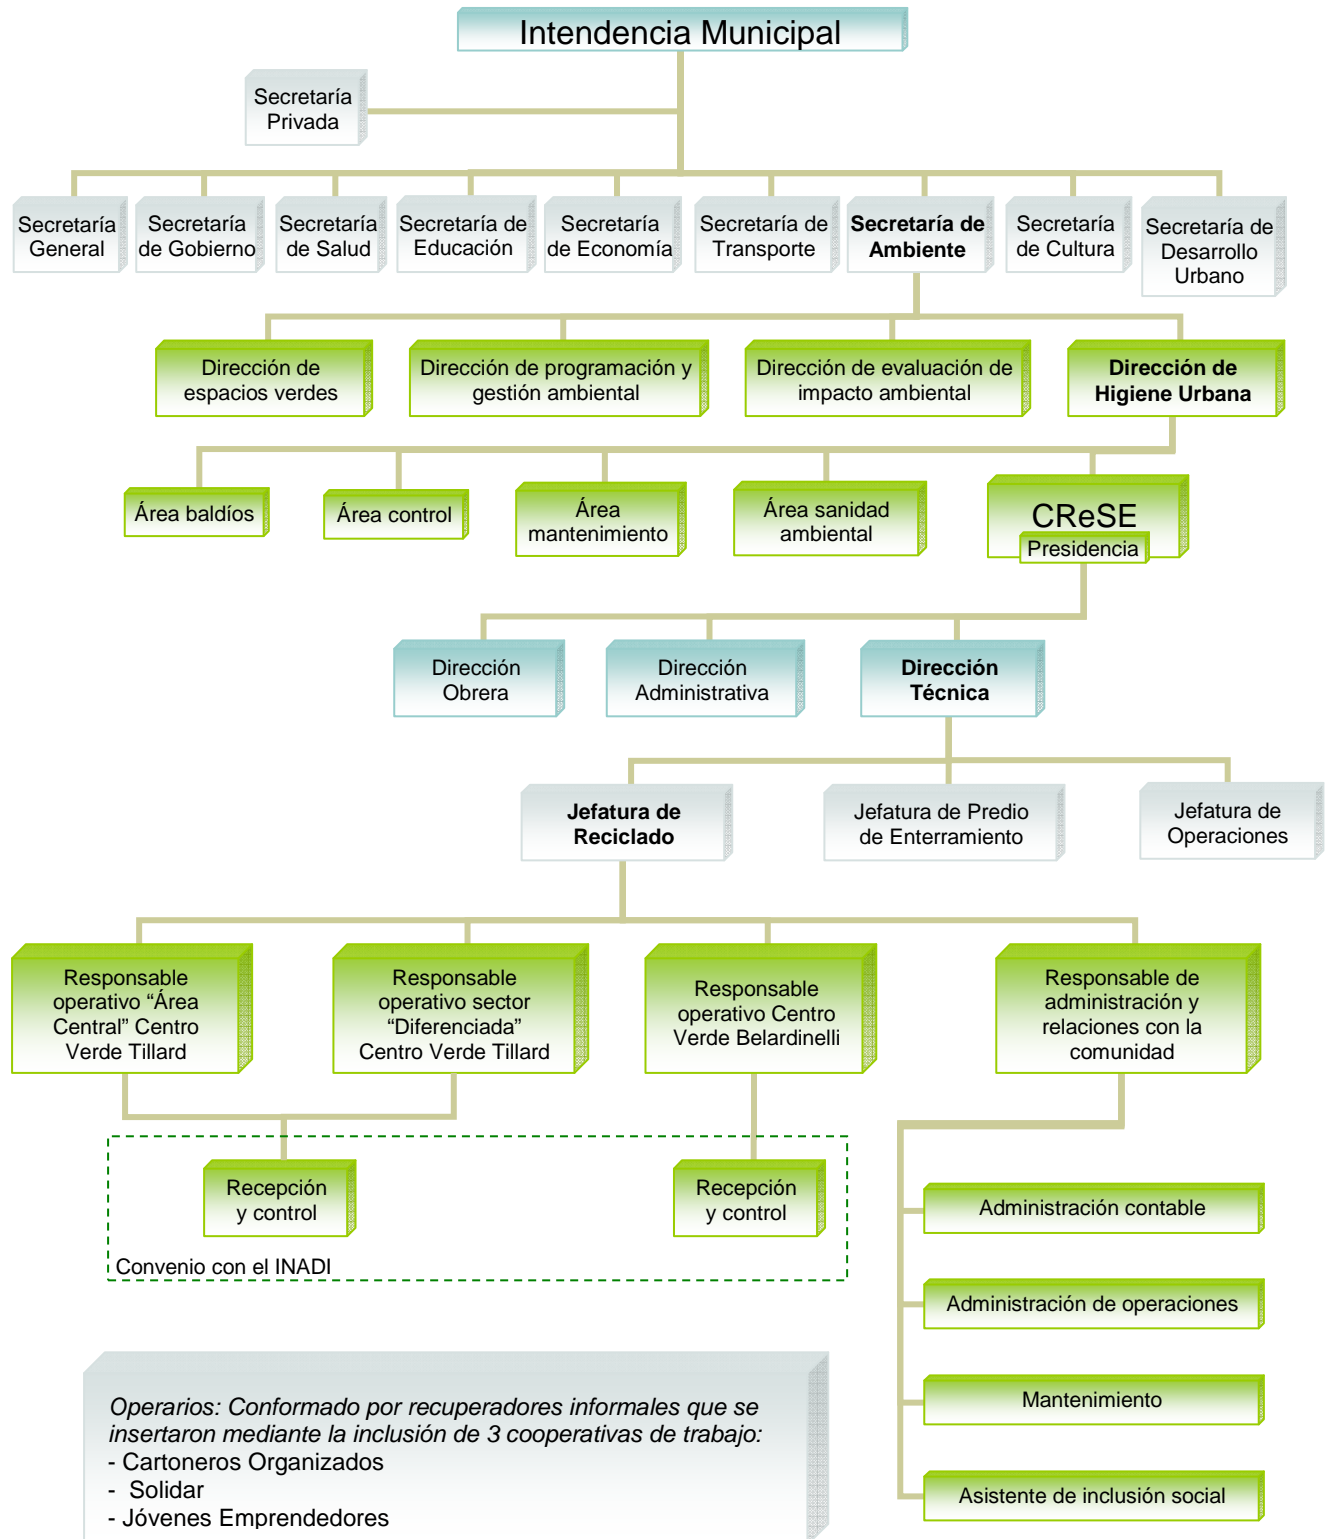 Intendencia Municipal
Secretaría
Privada
Secretaría
General
Secretaría
de Gobierno
Secretaría
de Salud
Secretaría de
Educación
Secretaría
de Economía
Secretaría de
Transporte
Secretaría de
Ambiente
Secretaría
de Cultura
Secretaría de
Desarrollo
Urbano
Dirección de
espacios verdes
Dirección de programación y
gestión ambiental
Dirección de evaluación de
impacto ambiental
Dirección de
Higiene Urbana
Área baldíos
Área control
Área
mantenimiento
Área sanidad
ambiental
CReSE
Presidencia
Dirección
Obrera
Dirección
Administrativa
Dirección
Técnica
Jefatura de
Reciclado
Jefatura de Predio
de Enterramiento
Jefatura de
Operaciones
Responsable
operativo “Área
Central” Centro
Verde Tillard
Responsable
operativo sector
“Diferenciada”
Centro Verde Tillard
Responsable
operativo Centro
Verde Belardinelli
Responsable de
administración y
relaciones con la
comunidad
Recepción
y control
Recepción
y control
Convenio con el INADI
Administración contable
Administración de operaciones
Mantenimiento
Asistente de inclusión social
Operarios: Conformado por recuperadores informales que se
insertaron mediante la inclusión de 3 cooperativas de trabajo:
- Cartoneros Organizados
- Solidar
- Jóvenes Emprendedores